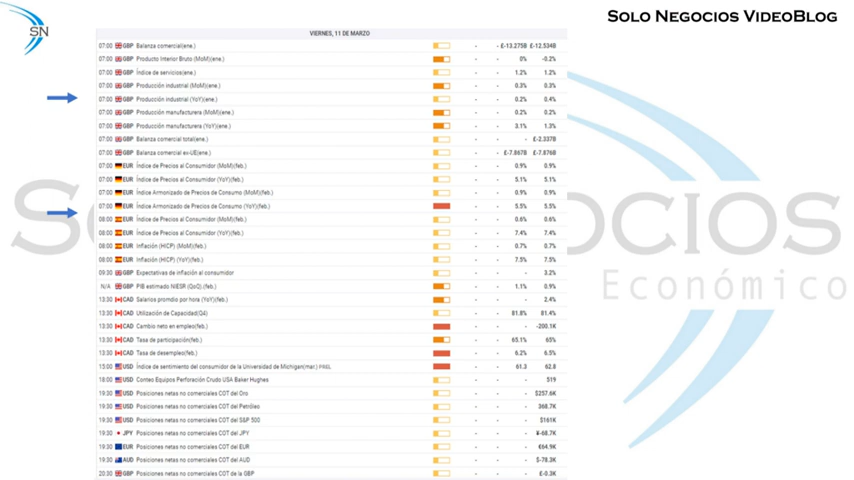 SOLO NEGOCIOS VIDEOBLOG
SN
VIERNES, 11 DE MARZO
07:00 GBP Balanza comercial(ene.) - - £-13.275B £-12.534B
07:00 GBP Producto Interior Bruto (MoM)(ene.) - - 0% -0.2%
07:00 GBP Índice de servicios(ene.) - - 1.2% 1.2%
07:00 GBP Producción industrial (MoM)(ene.) - - 0.3% 0.3%
07:00 GBP Producción industrial (YoY)(ene.) - - 0.2% 0.4%
07:00 GBP Producción manufacturera (MoM)(ene.) - - 0.2% 0.2%
07:00 GBP Producción manufacturera (YoY)(ene.) - - 3.1% 1.3%
07:00 GBP Balanza comercial total(ene.) - - - £-2.337B
07:00 GBP Balanza comercial ex-UE(ene.) - - £-7.867B £-7.876B
07:00 EUR Índice de Precios al Consumidor (MoM)(feb.) - - 0.9% 0.9%
07:00 EUR Índice de Precios al Consumidor (YoY)(feb.) - - 5.1% 5.1%
07:00 EUR Índice Armonizado de Precios de Consumo (MoM)(feb.) - - 0.9% 0.9%
07:00 EUR Índice Armonizado de Precios de Consumo (YoY)(feb.) - - 5.5% 5.5%
08:00 EUR Índice de Precios al Consumidor (MoM)(feb.) - - 0.6% 0.6%
08:00 EUR Índice de Precios al Consumidor (YoY)(feb.) - - 7.4% 7.4%
08:00 EUR Inflación (HICP) (MoM)(feb.) - - 0.7% 0.7%
08:00 EUR Inflación (HICP) (YoY)(feb.) - - 7.5% 7.5%
09:30 GBP Expectativas de inflación al consumidor - - - 3.2%
N/A GBP PIB estimado NIESR (QoQ).(feb.) - - 1.1% 0.9%
13:30 CAD Salarios promdio por hora (YoY)(feb.) - - - 2.4%
13:30 CAD Utilización de Capacidad(Q4) - - 81.8% 81.4%
13:30 CAD Cambio neto en empleo(feb.) - - - -200.1K
13:30 CAD Tasa de participación(feb.) - - 65.1% 65%
13:30 CAD Tasa de desempleo(feb.) - - 6.2% 6.5%
15:00 USD Índice de sentimiento del consumidor de la Universidad de Michigan(mar.) PREL - - 61.3 62.8
18:00 USD Conteo Equipos Perforación Crudo USA Baker Hughes - - - 519
19:30 USD Posiciones netas no comerciales COT del Oro - - - $257.6K
19:30 USD Posiciones netas no comerciales COT del Petróleo - - - 368.7K
19:30 USD Posiciones netas no comerciales COT del S&P 500 - - - $161K
19:30 JPY Posiciones netas no comerciales COT del JPY - - - ¥-68.7K
19:30 EUR Posiciones netas no comerciales COT del EUR - - - €64.9K
19:30 AUD Posiciones netas no comerciales COT del AUD - - - $-78.3K
20:30 GBP Posiciones netas no comerciales COT de la GBP - - - £-0.3K
Económico